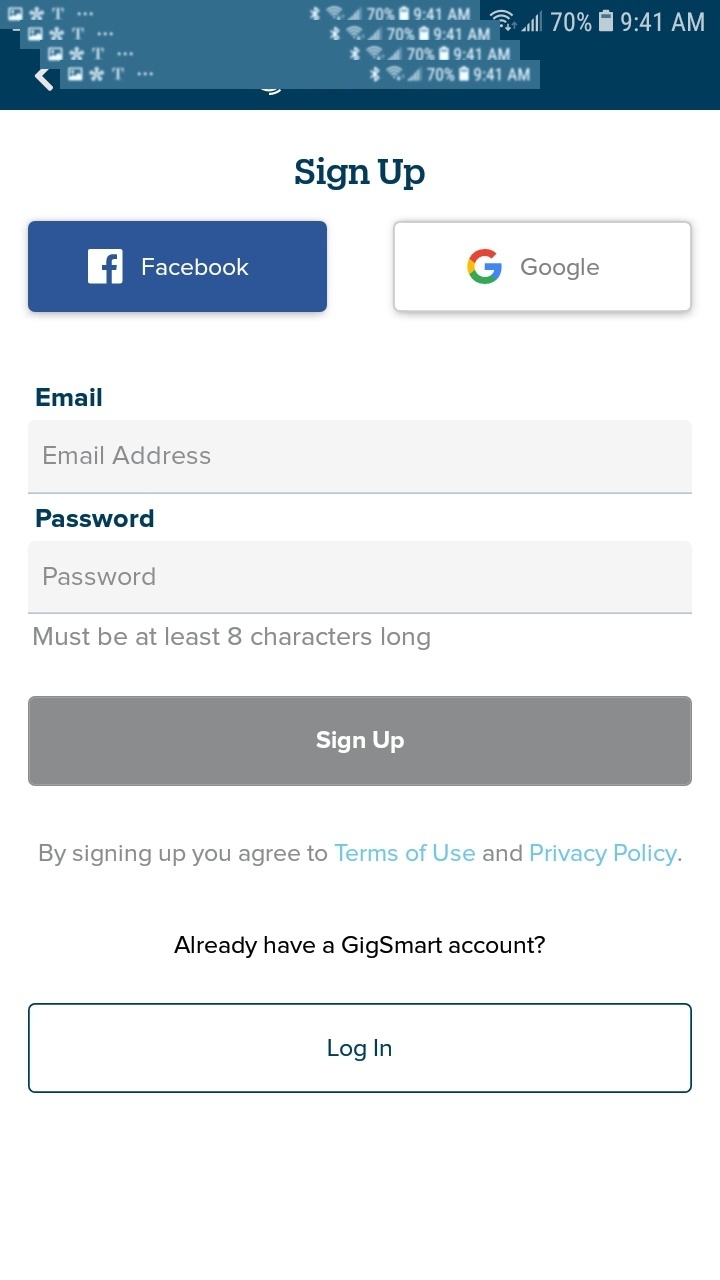 T ... 70% 9:41 AM
70% 9:41 AM
T ... 70% 9:41 AM
T ... 70% 9:41 AM
T ... 70% 9:41 AM
Sign Up
Facebook
Google
Email
Email Address
Password
Password
Must be at least 8 characters long
Sign Up
By signing up you agree to Terms of Use and Privacy Policy.
Already have a GigSmart account?
Log In